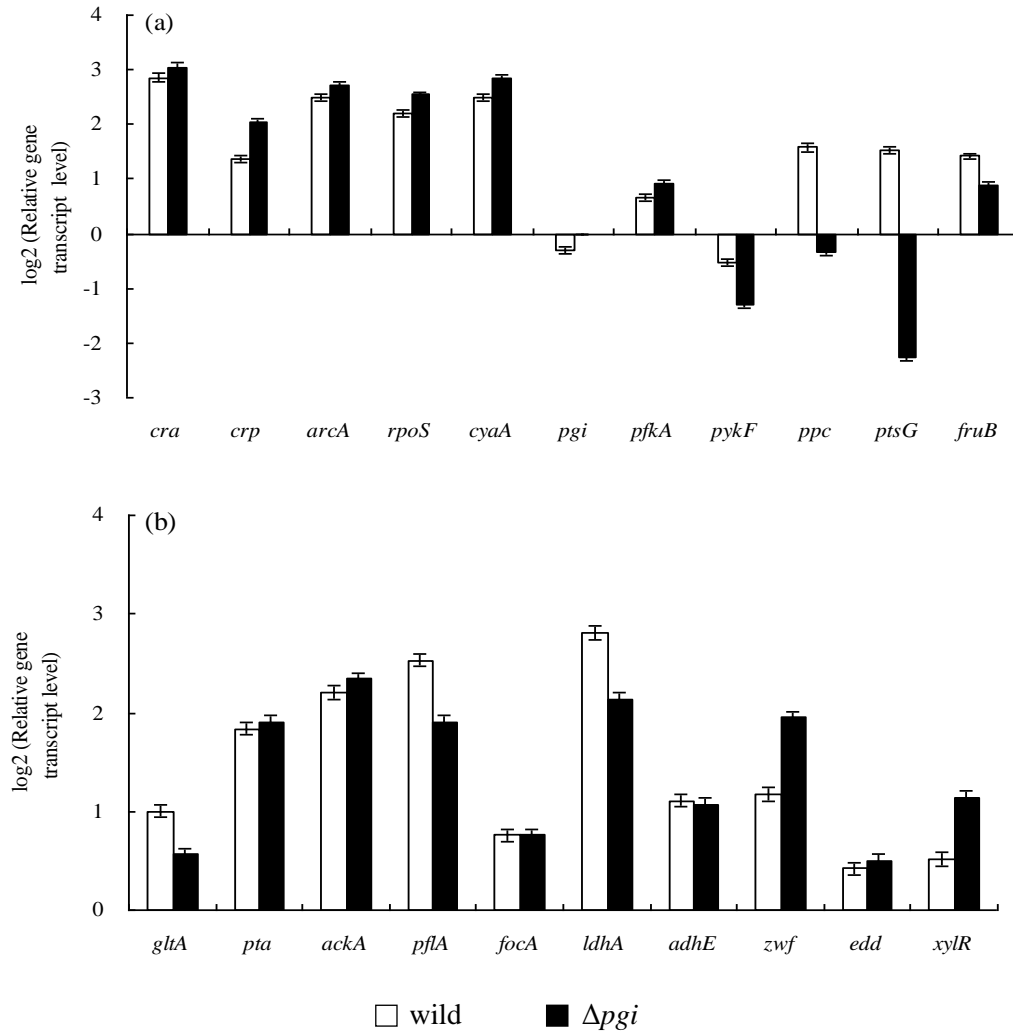 (a)
4
3
2
1
0
-1
-2
-3
log2 (Relative gene
transcript level)
cra crp arcA rpoS cyaA pgi pfkA pykF ppc ptsG fruB
(b)
4
3
2
1
0
log2 (Relative gene
transcript level)
gltA pta ackA pflA focA ldhA adhE zwf edd xylR
wild Δpgi